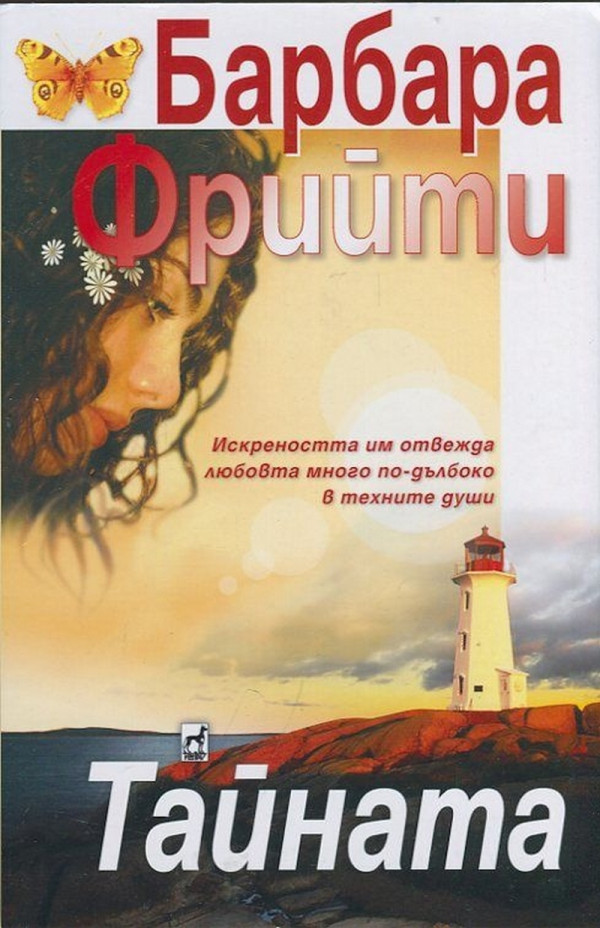 Барбара
Фрийти
Искреността им отвежда
любовта много по-дълбоко
в техните души
Тайната